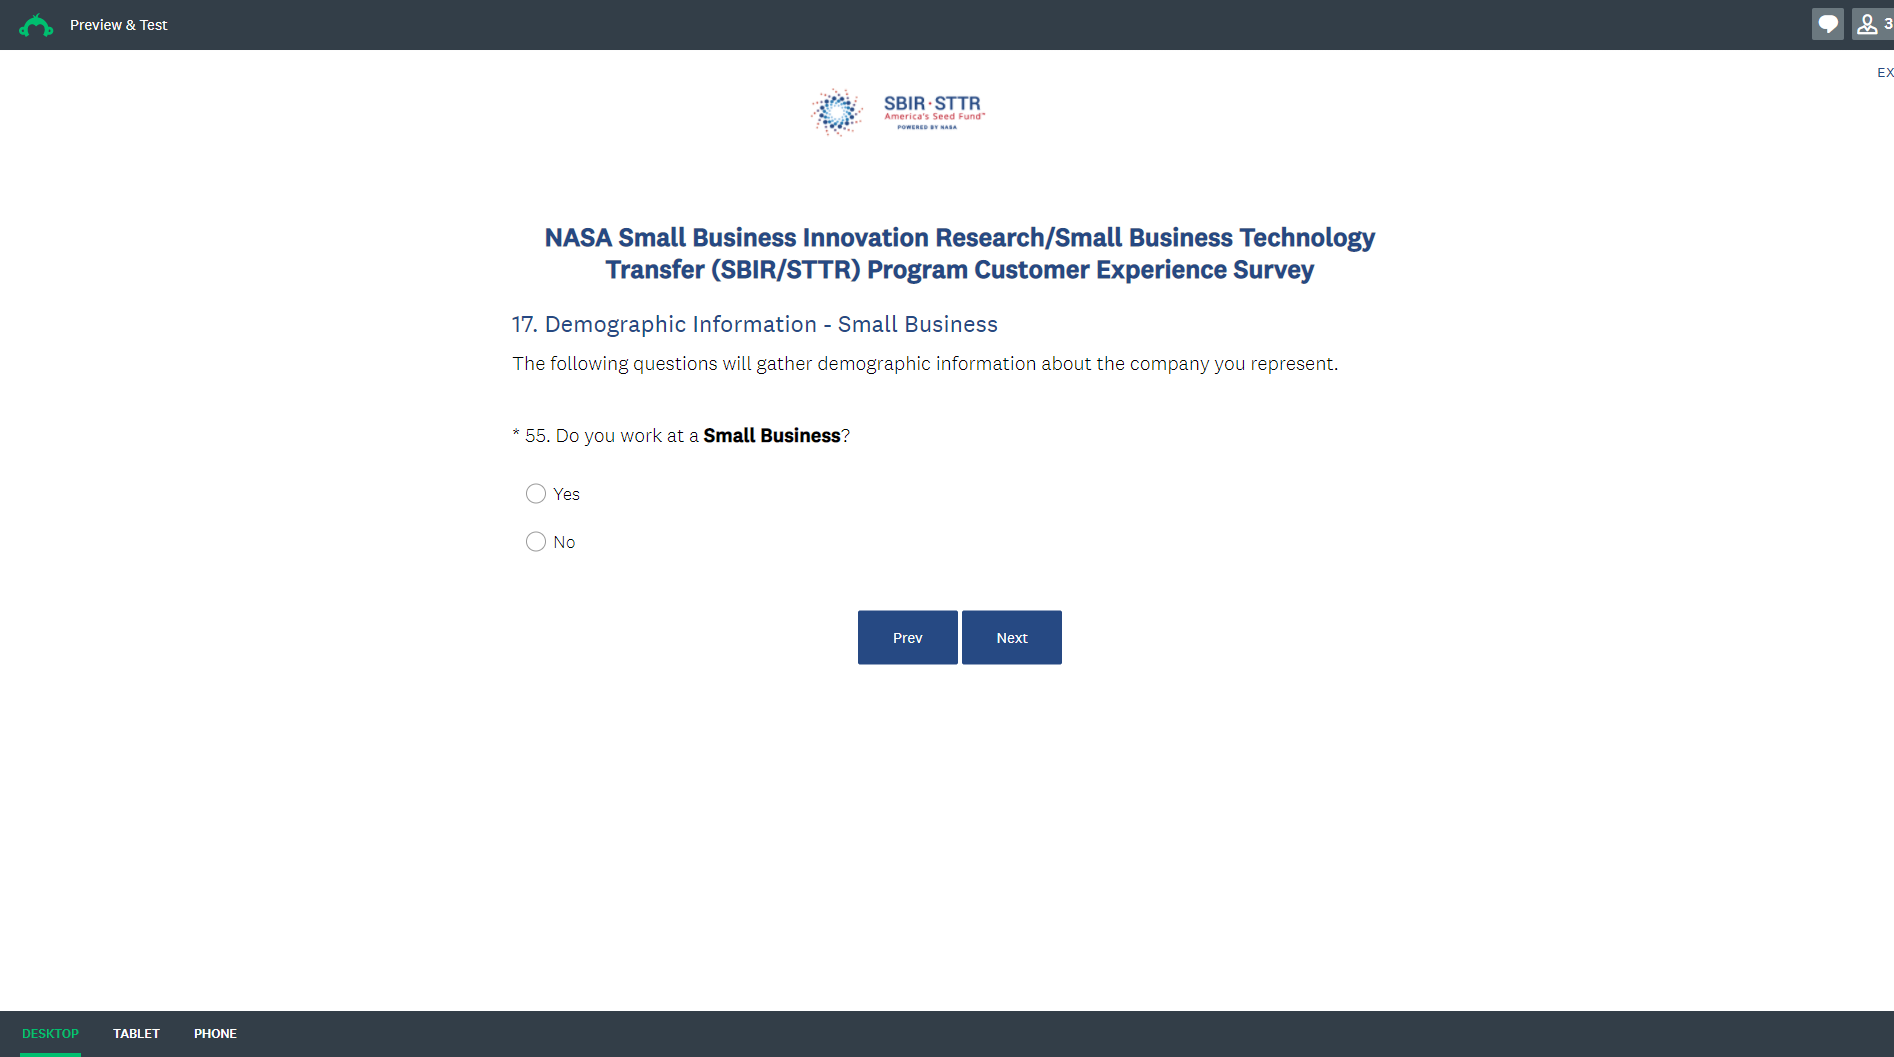 Preview & Test
3
EX
SBIR·STTR
America's Seed Fund™
POWERED BY NASA
NASA Small Business Innovation Research/Small Business Technology
Transfer (SBIR/STTR) Program Customer Experience Survey
17. Demographic Information - Small Business
The following questions will gather demographic information about the company you represent.
* 55. Do you work at a Small Business?
Yes
No
Prev Next
DESKTOP TABLET PHONE